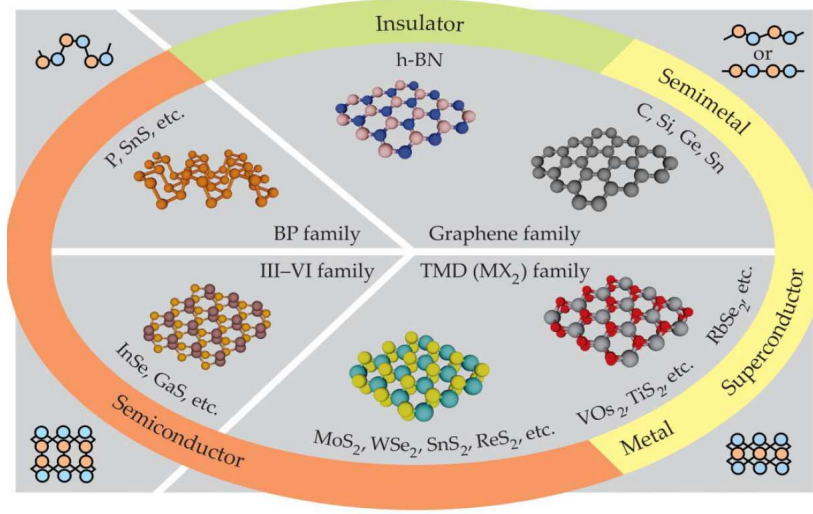 Insulator
or
h-BN
Semimetal
P, SnS, etc.
C, Si, Ge, Sn
BP family
Graphene family
III–VI family
TMD (MX₂) family
RbSe₂, etc.
Superconductor
InSe, GaS, etc.
VOs₂, TiS₂, etc.
Semiconductor
MoS₂, WSe₂, SnS₂, ReS₂, etc.
Metal